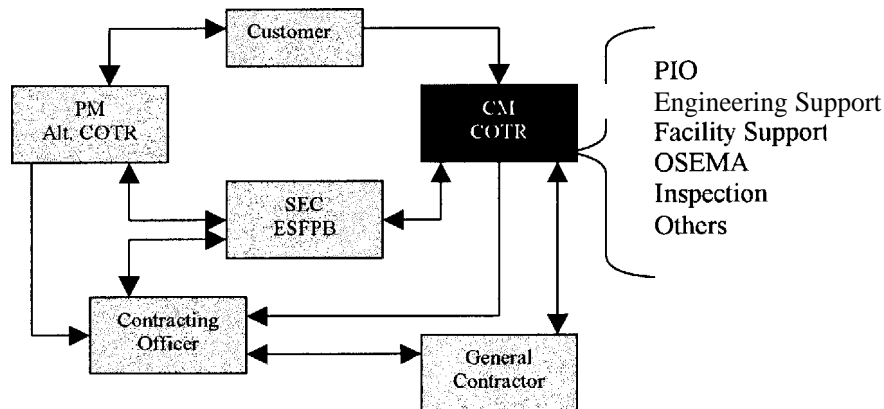 Customer
PM
Alt. COTR
CM
COTR
PIO
Engineering Support
Facility Support
OSEMA
Inspection
Others
SEC
ESFPB
Contracting
Officer
General
Contractor